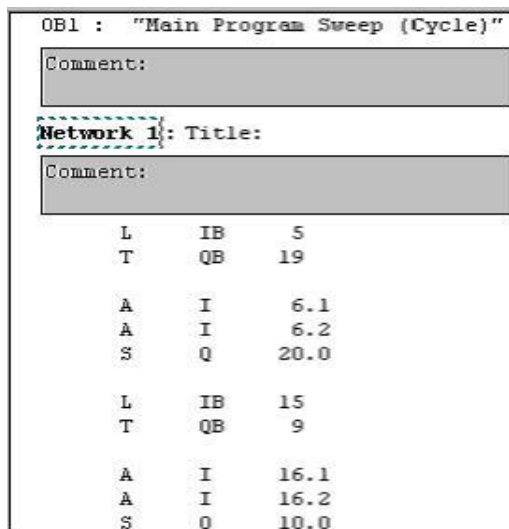 OB1 : "Main Program Sweep (Cycle)"
Comment:
Network 1: Title:
Comment:
L IB 5
T QB 19
A I 6.1
A I 6.2
S Q 20.0
L IB 15
T QB 9
A I 16.1
A I 16.2
S Q 10.0